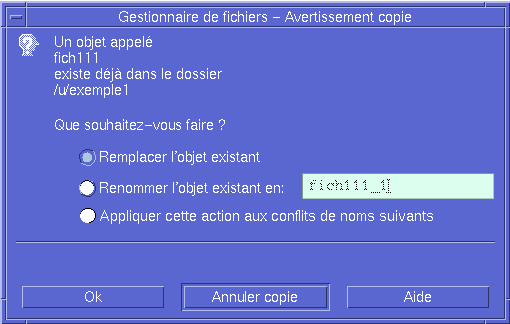 Gestionnaire de fichiers – Avertissement copie
Un objet appelé
fich111
existe déjà dans le dossier
/u/exemple1
Que souhaitez–vous faire ?
Remplacer l'objet existant
Renommer l'objet existant en: fich111_1
Appliquer cette action aux conflits de noms suivants
Ok Annuler copie Aide